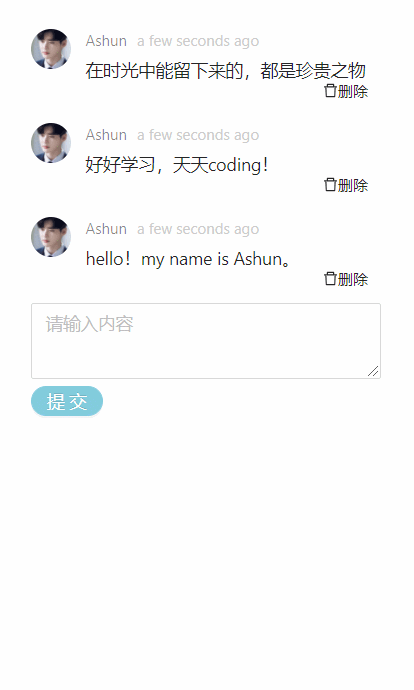 Ashun a few seconds ago
在时光中能留下来的，都是珍贵之物
删除
Ashun a few seconds ago
好好学习，天天coding！
删除
Ashun a few seconds ago
hello！my name is Ashun。
删除
请输入内容
提交